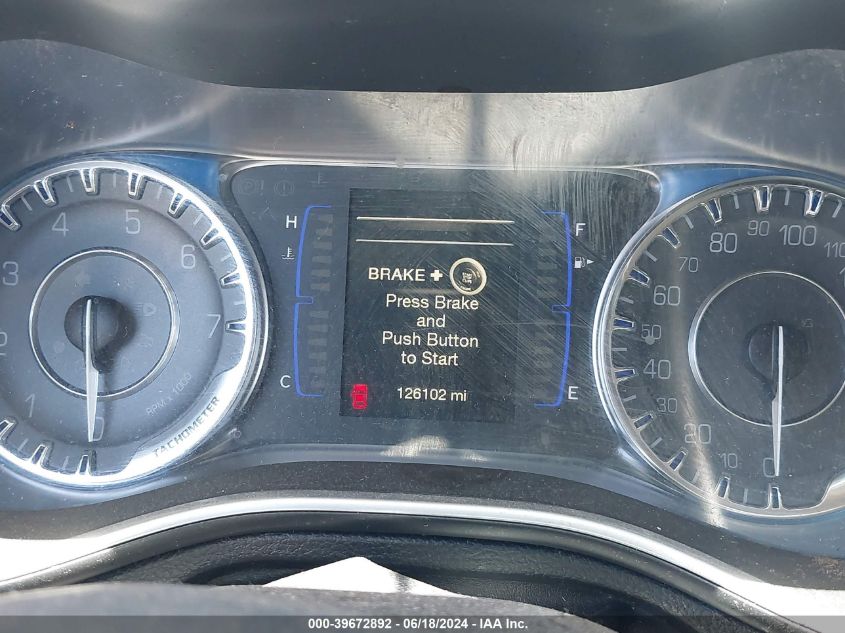 4 5
3 6
7
1
0
RPM x 1000
TACHOMETER
H
C
BRAKE +
Press Brake
and
Push Button
to Start
126102 mi
F
E
80 90 100 110
70
60
50
40
30
20
10 0
000-39672892 / 06/18/2024 - IAA Inc.